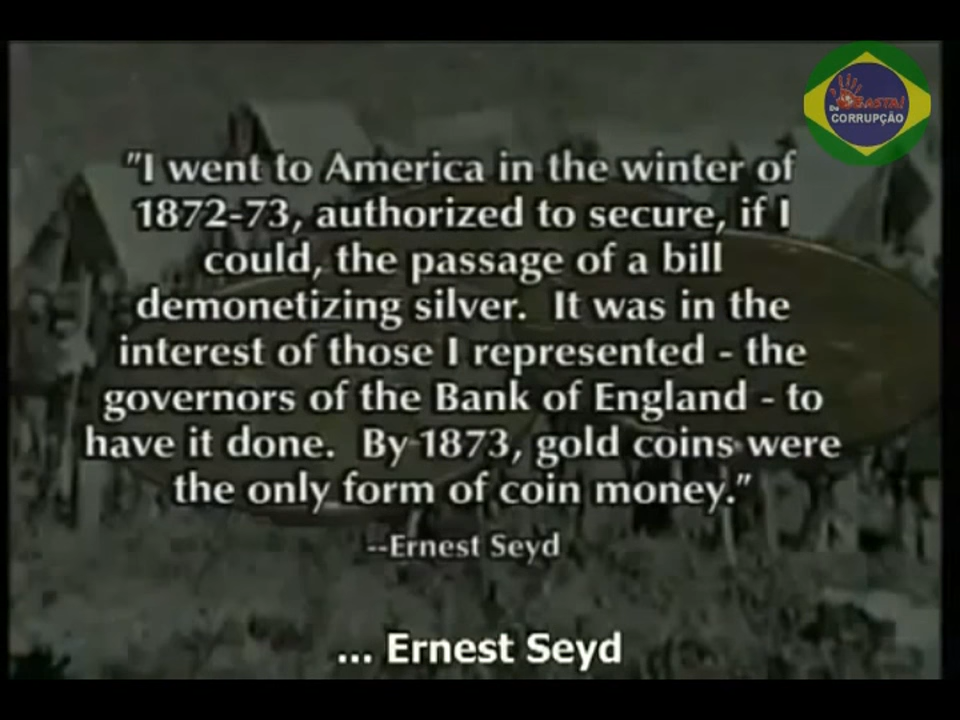 Du BASTA!
CORRUPÇÃO
"I went to America in the winter of
1872-73, authorized to secure, if I
could, the passage of a bill
demonetizing silver. It was in the
interest of those I represented - the
governors of the Bank of England - to
have it done. By 1873, gold coins were
the only form of coin money."
--Ernest Seyd
... Ernest Seyd